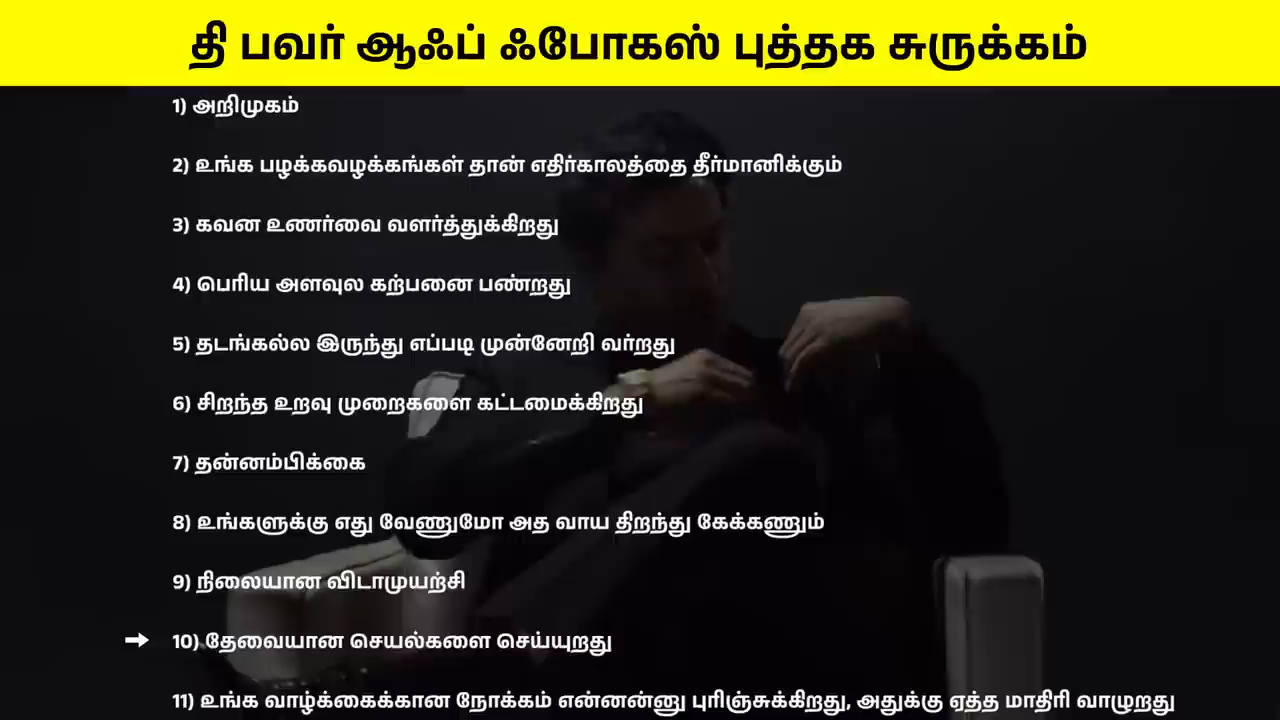 தி பவர் ஆஃப் ஃபோகஸ் புத்தக சுருக்கம்
1) அறிமுகம்
2) உங்க பழக்கவழக்கங்கள் தான் எதிர்காலத்தை தீர்மானிக்கும்
3) கவன உணர்வை வளர்த்துக்கிறது
4) பெரிய அளவுல கற்பனை பண்றது
5) தடங்கல்ல இருந்து எப்படி முன்னேறி வர்றது
6) சிறந்த உறவு முறைகளை கட்டமைக்கிறது
7) தன்னம்பிக்கை
8) உங்களுக்கு எது வேணுமோ அத வாய திறந்து கேக்கணும்
9) நிலையான விடாமுயற்சி
10) தேவையான செயல்களை செய்யுறது
11) உங்க வாழ்க்கைக்கான நோக்கம் என்னன்னு புரிஞ்சுக்கிறது, அதுக்கு ஏத்த மாதிரி வாழுறது